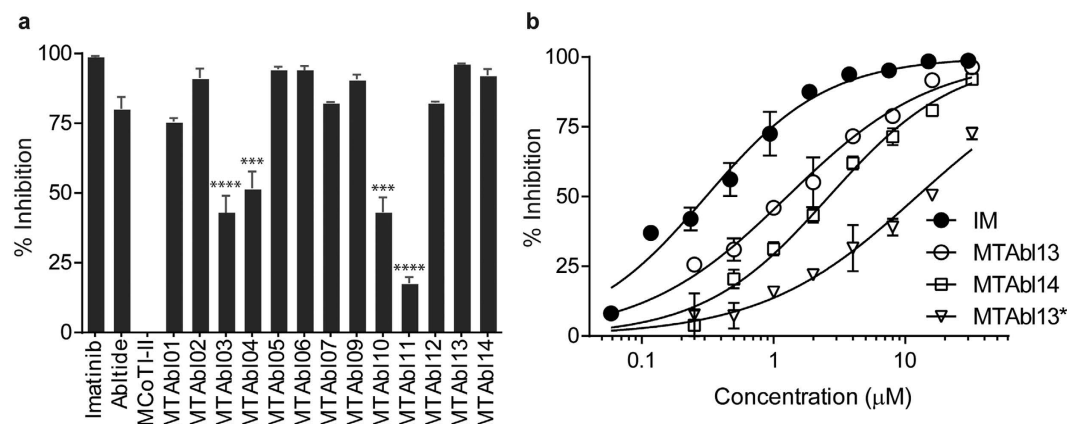 a
% Inhibition
100
75
50
25
0
****
***
***
****
Imatinib
Abltide
MCoTI-II
MTAbl01
MTAbl02
MTAbl03
MTAbl04
MTAbl05
MTAbl06
MTAbl07
MTAbl09
MTAbl10
MTAbl11
MTAbl12
MTAbl13
MTAbl14
b
% Inhibition
100
75
50
25
0
0.1
1
10
Concentration (μM)
IM
MTAbl13
MTAbl14
MTAbl13*